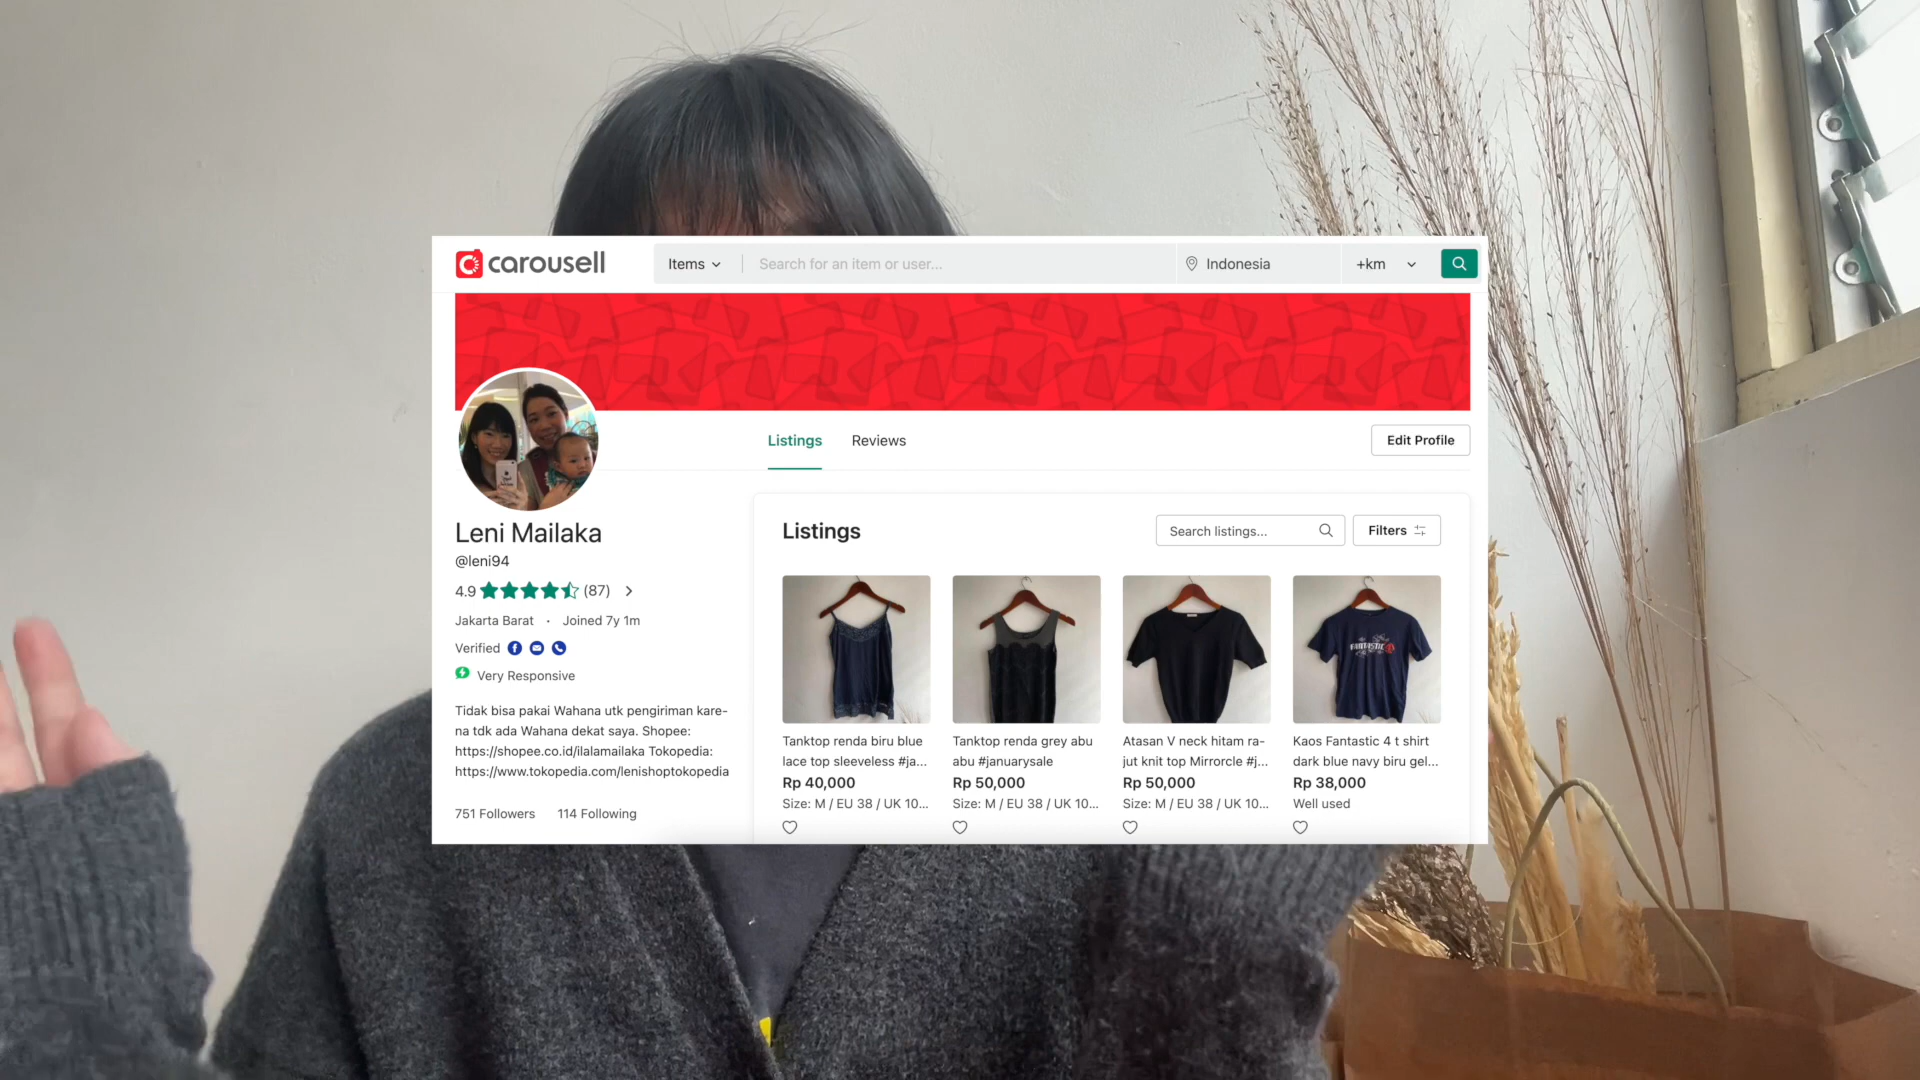 carousell
Items
Search for an item or user...
Indonesia
+km
Listings
Reviews
Edit Profile
Leni Mailaka
@leni94
4.9
(87)
Jakarta Barat · Joined 7y 1m
Verified
Very Responsive
Tidak bisa pakai Wahana utk pengiriman kare-
na tdk ada Wahana dekat saya. Shopee:
https://shopee.co.id/ilalamailaka Tokopedia:
https://www.tokopedia.com/lenishoptokopedia
751 Followers
114 Following
Listings
Search listings...
Filters
Tanktop renda biru blue
lace top sleeveless #ja...
Rp 40,000
Size: M / EU 38 / UK 10...
Tanktop renda grey abu
abu #januarysale
Rp 50,000
Size: M / EU 38 / UK 10...
Atasan V neck hitam ra-
jut knit top Mirrorcle #j...
Rp 50,000
Size: M / EU 38 / UK 10...
FANTASTIC
Kaos Fantastic 4 t shirt
dark blue navy biru gel...
Rp 38,000
Well used